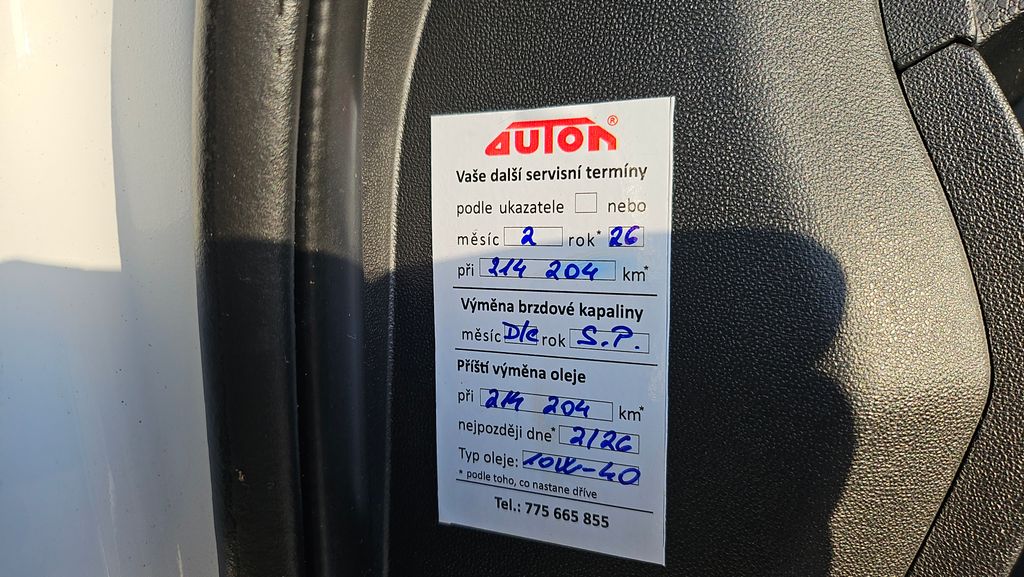 AUTON®
Vaše další servisní termíny
podle ukazatele nebo
měsíc 2 rok* 26
při 214 204 km*
Výměna brzdové kapaliny
měsíc Dle rok S.P.
Příští výměna oleje
při 214 204 km*
nejpozději dne* 2/26
Typ oleje: 10W-40
* podle toho, co nastane dříve
Tel.: 775 665 855